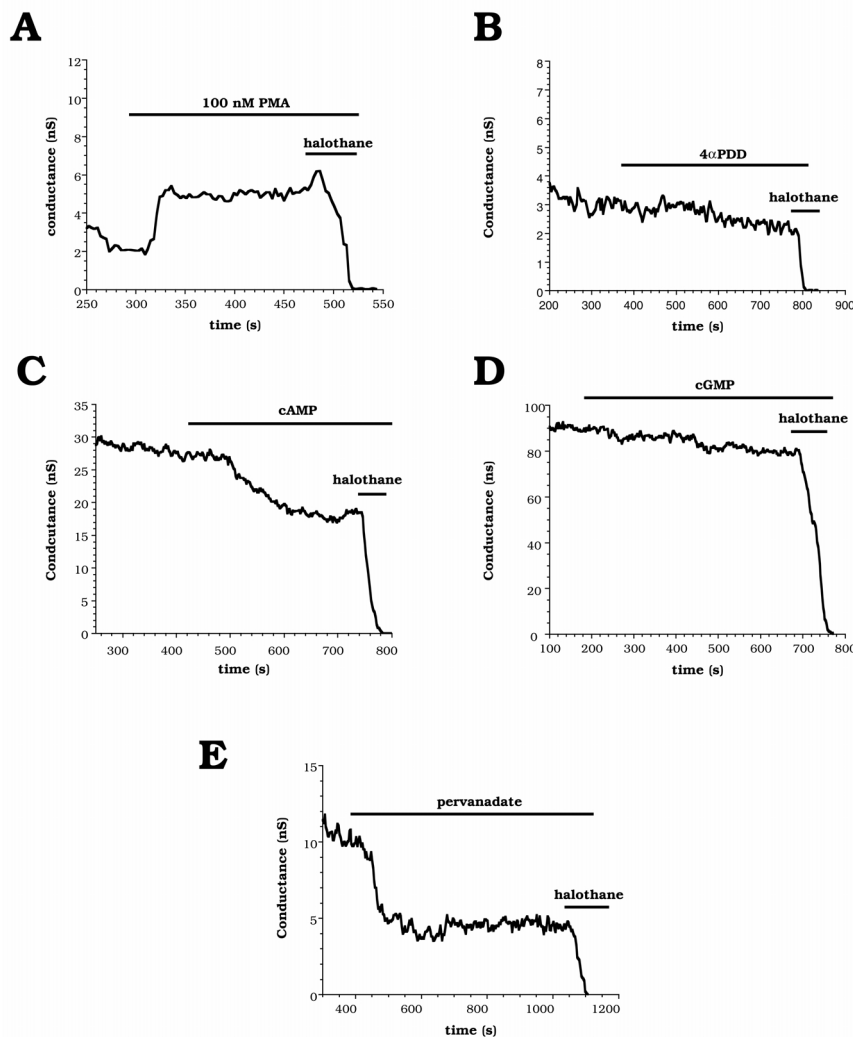 A
12
10
8
6
4
2
0
conductance (nS)
100 nM PMA
halothane
250 300 350 400 450 500 550
time (s)
B
8
7
6
5
4
3
2
1
0
Conductance (nS)
4αPDD
halothane
200 300 400 500 600 700 800 900
time (s)
C
35
30
25
20
15
10
5
0
Condcutance (nS)
cAMP
halothane
300 400 500 600 700 800
time (s)
D
100
80
60
40
20
0
Conductance (ns)
cGMP
halothane
100 200 300 400 500 600 700 800
time (s)
E
15
10
5
0
Conductance (nS)
pervanadate
halothane
400 600 800 1000 1200
time (s)